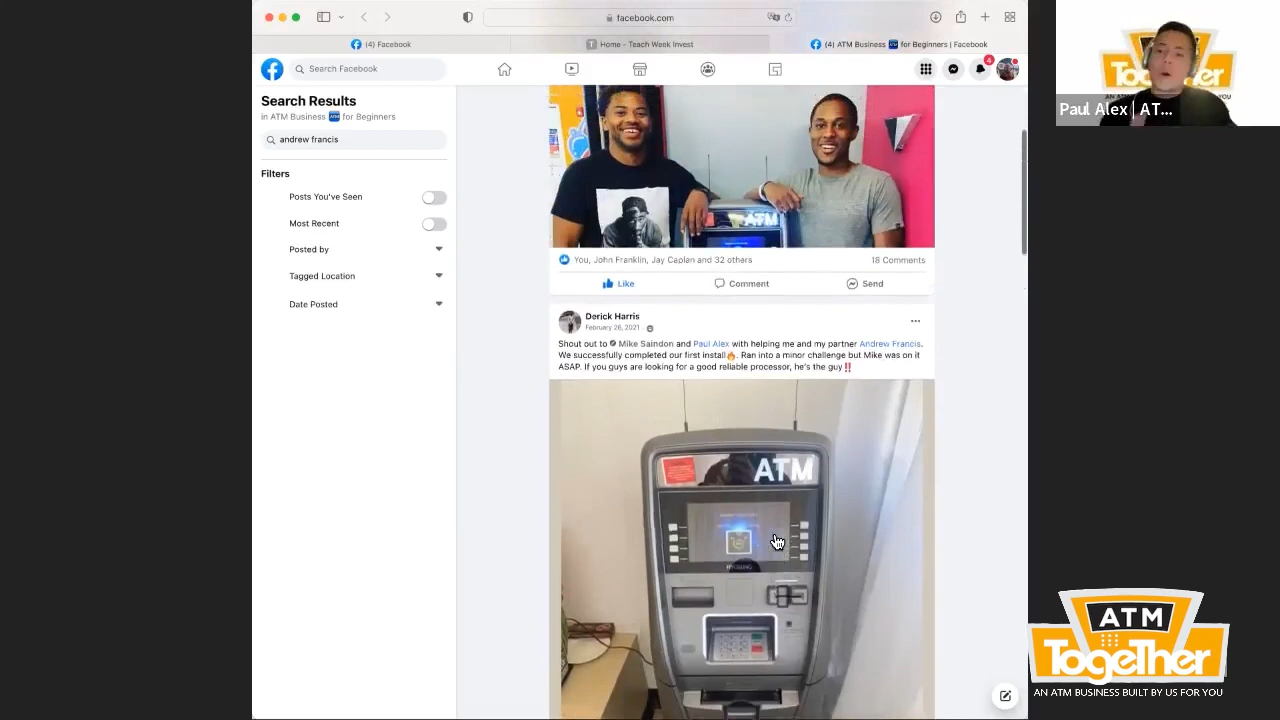 facebook.com
(4) Facebook
Home - Teach Week Invest
(4) ATM Business 🏧 for Beginners | Facebook
Search Facebook
4
Search Results
in ATM Business 🏧 for Beginners
andrew francis
Filters
Posts You've Seen
Most Recent
Posted by
Tagged Location
Date Posted
ATM
You, John Franklin, Jay Caplan and 32 others
18 Comments
Like
Comment
Send
Derick Harris
February 26, 2021
Shout out to Mike Saindon and Paul Alex with helping me and my partner Andrew Francis.
We successfully completed our first install🔥. Ran into a minor challenge but Mike was on it
ASAP. If you guys are looking for a good reliable processor, he's the guy‼️
ATM
HYOSUNG
Paul Alex | AT...
ATM
TogeTher
AN ATM BUSINESS BUILT BY US FOR YOU